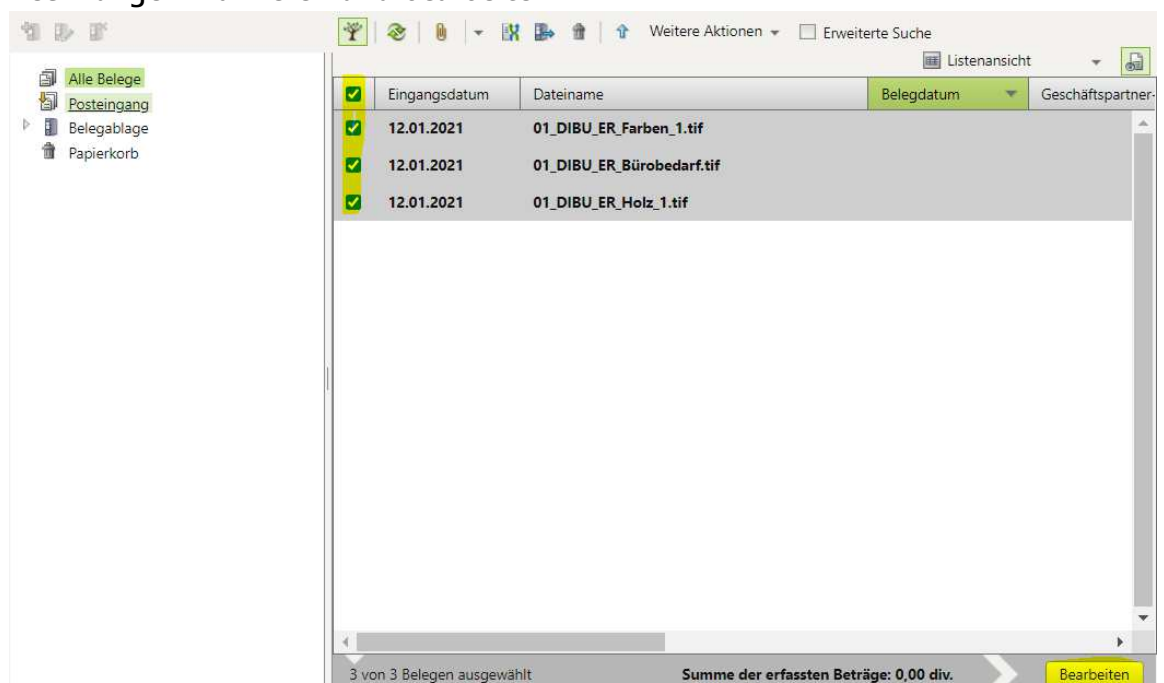 Weitere Aktionen Erweiterte Suche
Listenansicht
Alle Belege
Posteingang
Belegablage
Papierkorb
Eingangsdatum Dateiname Belegdatum Geschäftspartner-
12.01.2021 01_DIBU_ER_Farben_1.tif
12.01.2021 01_DIBU_ER_Bürobedarf.tif
12.01.2021 01_DIBU_ER_Holz_1.tif
3 von 3 Belegen ausgewählt Summe der erfassten Beträge: 0,00 div. Bearbeiten